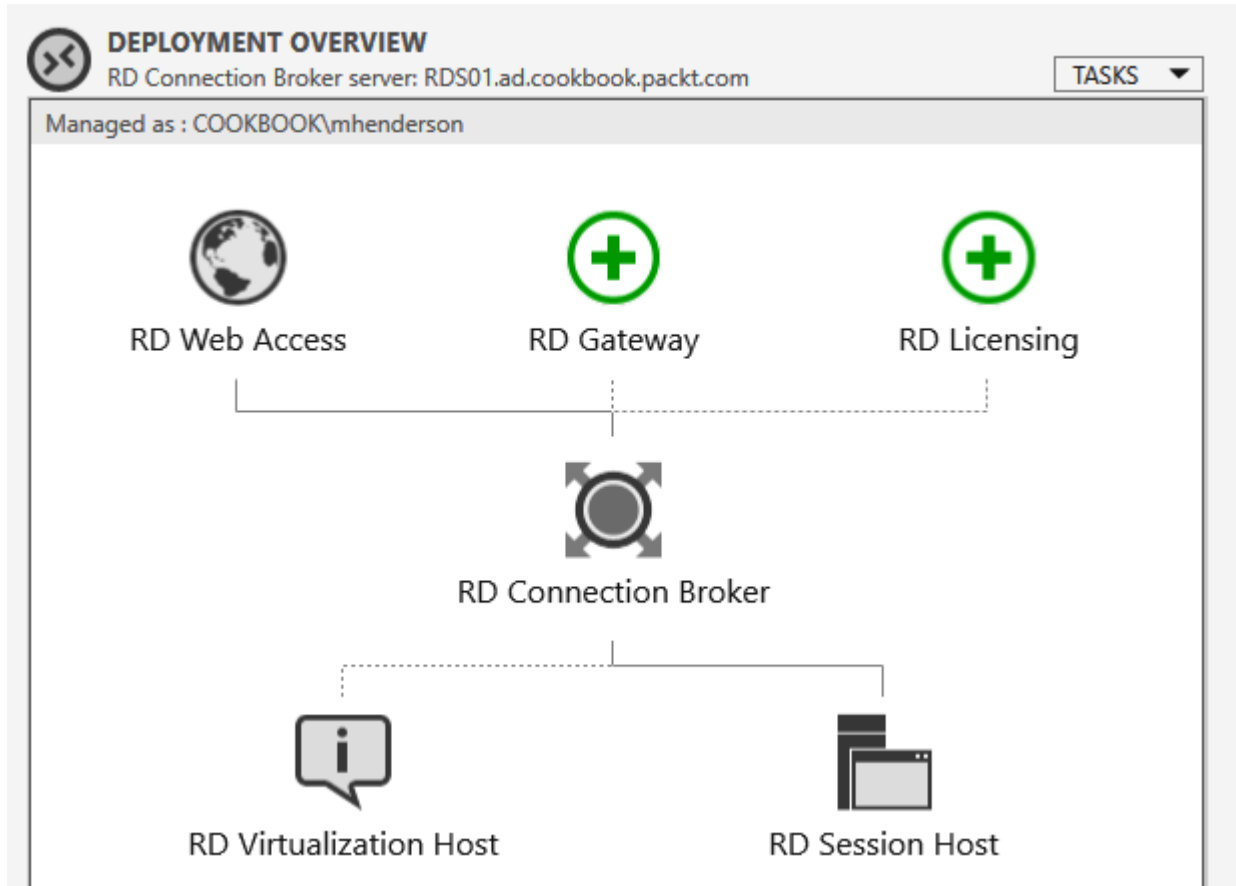 DEPLOYMENT OVERVIEW
RD Connection Broker server: RDS01.ad.cookbook.packt.com
TASKS
Managed as : COOKBOOK\mhenderson
RD Web Access
RD Gateway
RD Licensing
RD Connection Broker
RD Virtualization Host
RD Session Host